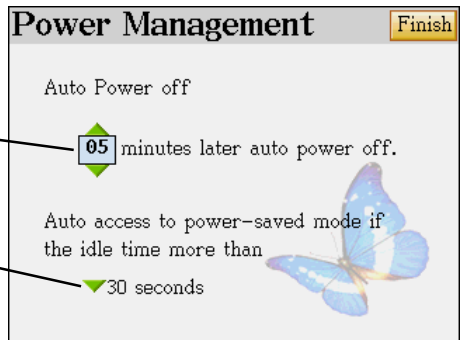 Power Management Finish
Auto Power off
05 minutes later auto power off.
Auto access to power-saved mode if
the idle time more than
30 seconds